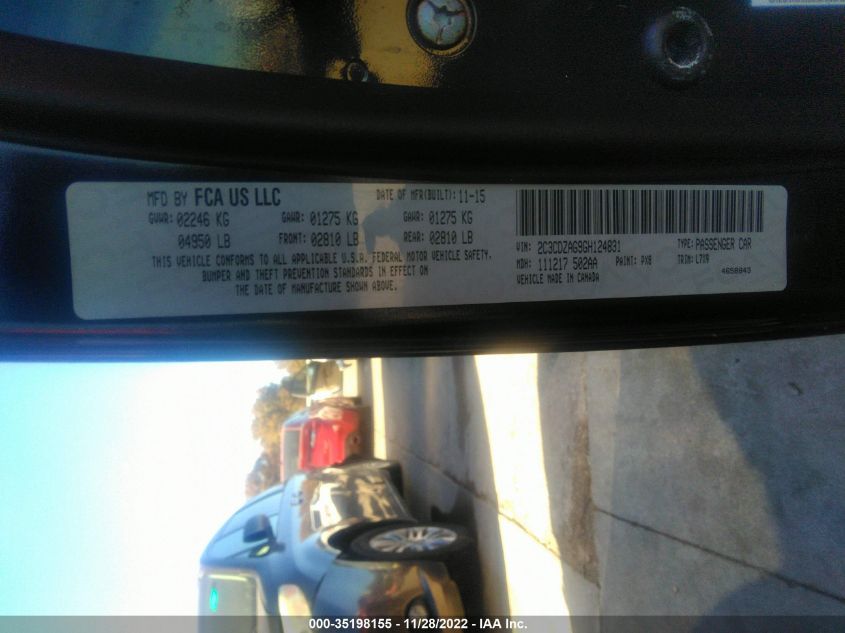 MFD BY FCA US LLC DATE OF MFR(BUILT): 11-15
GVWR: 02246 KG GAWR: 01275 KG GAWR: 01275 KG
04950 LB FRONT: 02810 LB REAR: 02810 LB
THIS VEHICLE CONFORMS TO ALL APPLICABLE U.S.A. FEDERAL MOTOR VEHICLE SAFETY,
BUMPER AND THEFT PREVENTION STANDARDS IN EFFECT ON
THE DATE OF MANUFACTURE SHOWN ABOVE.
VIN: 2C3CDZAG9GH124831 TYPE: PASSENGER CAR
MDH: 111217 502AA PAINT: PX8 TRIM: L7X9
VEHICLE MADE IN CANADA 4658843
000-35198155 - 11/28/2022 - IAA Inc.